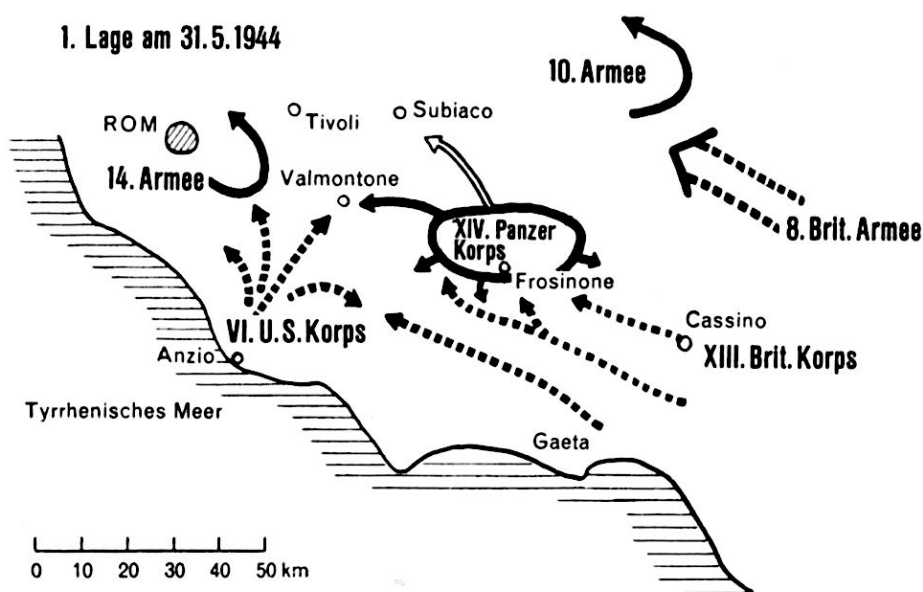 1. Lage am 31.5.1944
10. Armee
ROM
Tivoli
Subiaco
14. Armee
Valmontone
XIV. Panzer
Korps
8. Brit. Armee
Frosinone
VI. U.S. Korps
Cassino
XIII. Brit. Korps
Anzio
Tyrrhenisches Meer
Gaeta
0 10 20 30 40 50 km